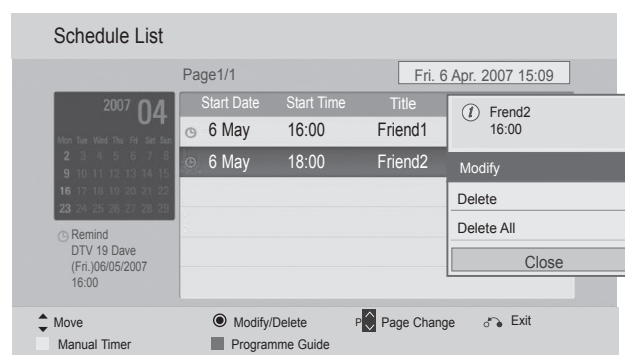 Schedule List
Page1/1
Fri. 6 Apr. 2007 15:09
2007 04
Mon Tue Wed Thu Fri Sat Sun
2 3 4 5 6 7 8
9 10 11 12 13 14 15
16 17 18 19 20 21 22
23 24 25 26 27 28 29
Remind
DTV 19 Dave
(Fri.)06/05/2007
16:00
Start Date Start Time Title
6 May 16:00 Friend1
6 May 18:00 Friend2
Frend2
16:00
Modify
Delete
Delete All
Close
Move
Modify/Delete
P Page Change
Exit
Manual Timer
Programme Guide